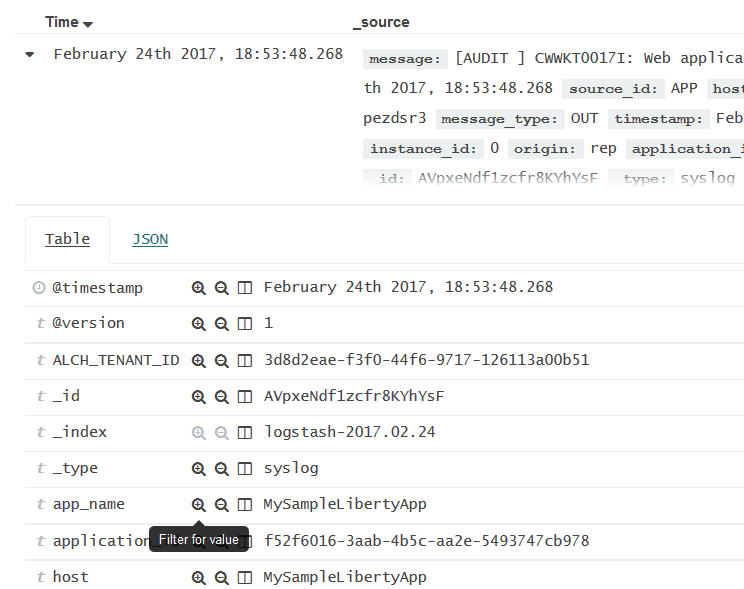 Time _source
February 24th 2017, 18:53:48.268 message: [AUDIT ] CWWKT0017I: Web applica
th 2017, 18:53:48.268 source_id: APP host
pezdsr3 message_type: OUT timestamp: Feb
instance_id: 0 origin: rep application_i
_id: AVpxeNdf1zcfr8KYhYsF _type: syslog
Table JSON
@timestamp February 24th 2017, 18:53:48.268
t @version 1
t ALCH_TENANT_ID 3d8d2eae-f3f0-44f6-9717-126113a00b51
t _id AVpxeNdf1zcfr8KYhYsF
t _index logstash-2017.02.24
t _type syslog
t app_name MySampleLibertyApp
Filter for value
t application_ f52f6016-3aab-4b5c-aa2e-5493747cb978
t host MySampleLibertyApp